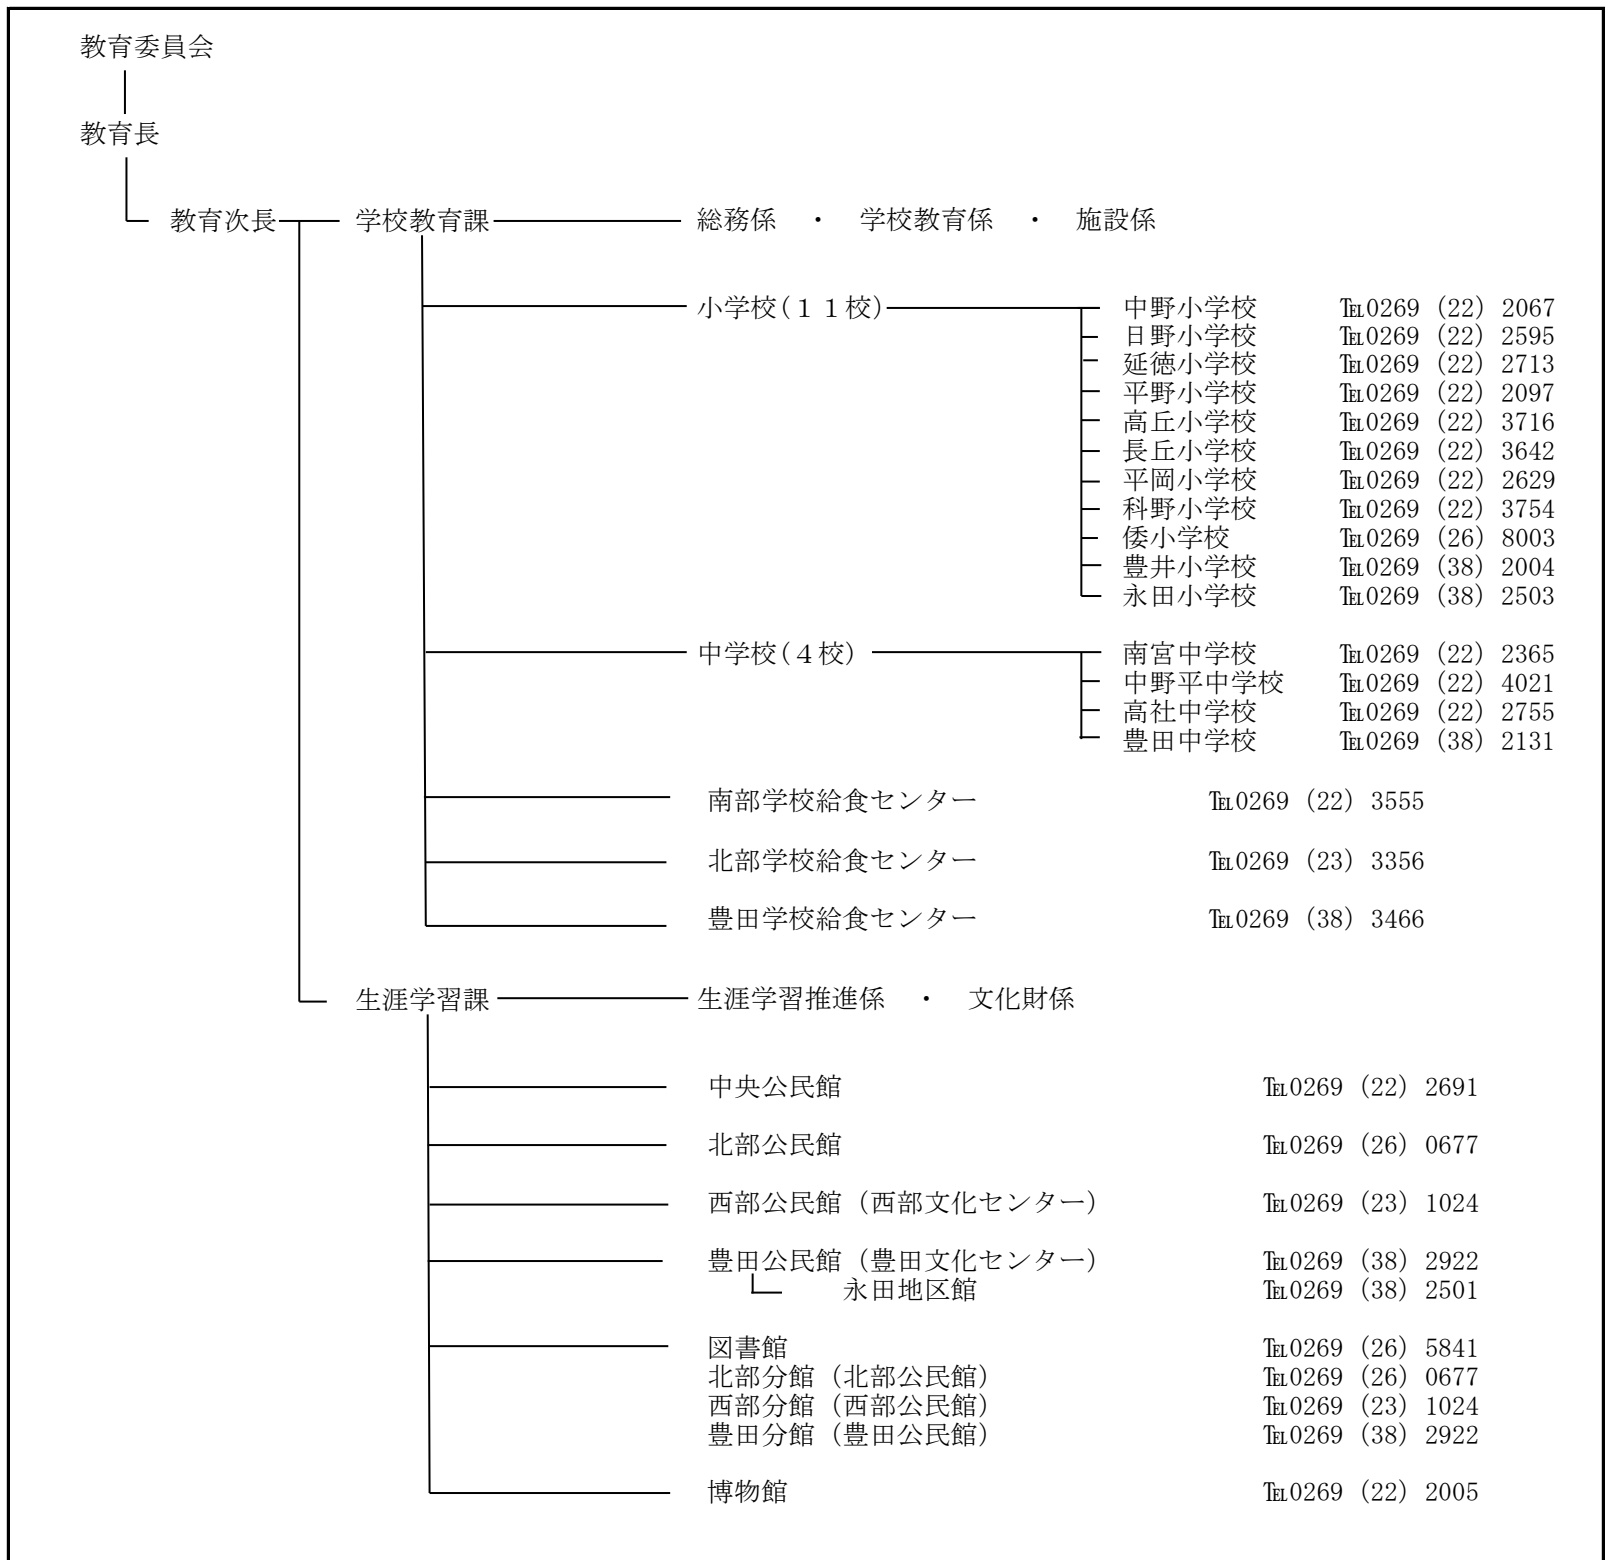 教育委員会
教育長
教育次長 学校教育課 総務係 ・ 学校教育係 ・ 施設係
小学校(１１校) 中野小学校 ℡0269 (22) 2067
日野小学校 ℡0269 (22) 2595
延徳小学校 ℡0269 (22) 2713
平野小学校 ℡0269 (22) 2097
高丘小学校 ℡0269 (22) 3716
長丘小学校 ℡0269 (22) 3642
平岡小学校 ℡0269 (22) 2629
科野小学校 ℡0269 (22) 3754
倭小学校 ℡0269 (26) 8003
豊井小学校 ℡0269 (38) 2004
永田小学校 ℡0269 (38) 2503
中学校(４校) 南宮中学校 ℡0269 (22) 2365
中野平中学校 ℡0269 (22) 4021
高社中学校 ℡0269 (22) 2755
豊田中学校 ℡0269 (38) 2131
南部学校給食センター ℡0269 (22) 3555
北部学校給食センター ℡0269 (23) 3356
豊田学校給食センター ℡0269 (38) 3466
生涯学習課 生涯学習推進係 ・ 文化財係
中央公民館 ℡0269 (22) 2691
北部公民館 ℡0269 (26) 0677
西部公民館（西部文化センター） ℡0269 (23) 1024
豊田公民館（豊田文化センター） ℡0269 (38) 2922
永田地区館 ℡0269 (38) 2501
図書館 ℡0269 (26) 5841
北部分館（北部公民館） ℡0269 (26) 0677
西部分館（西部公民館） ℡0269 (23) 1024
豊田分館（豊田公民館） ℡0269 (38) 2922
博物館 ℡0269 (22) 2005